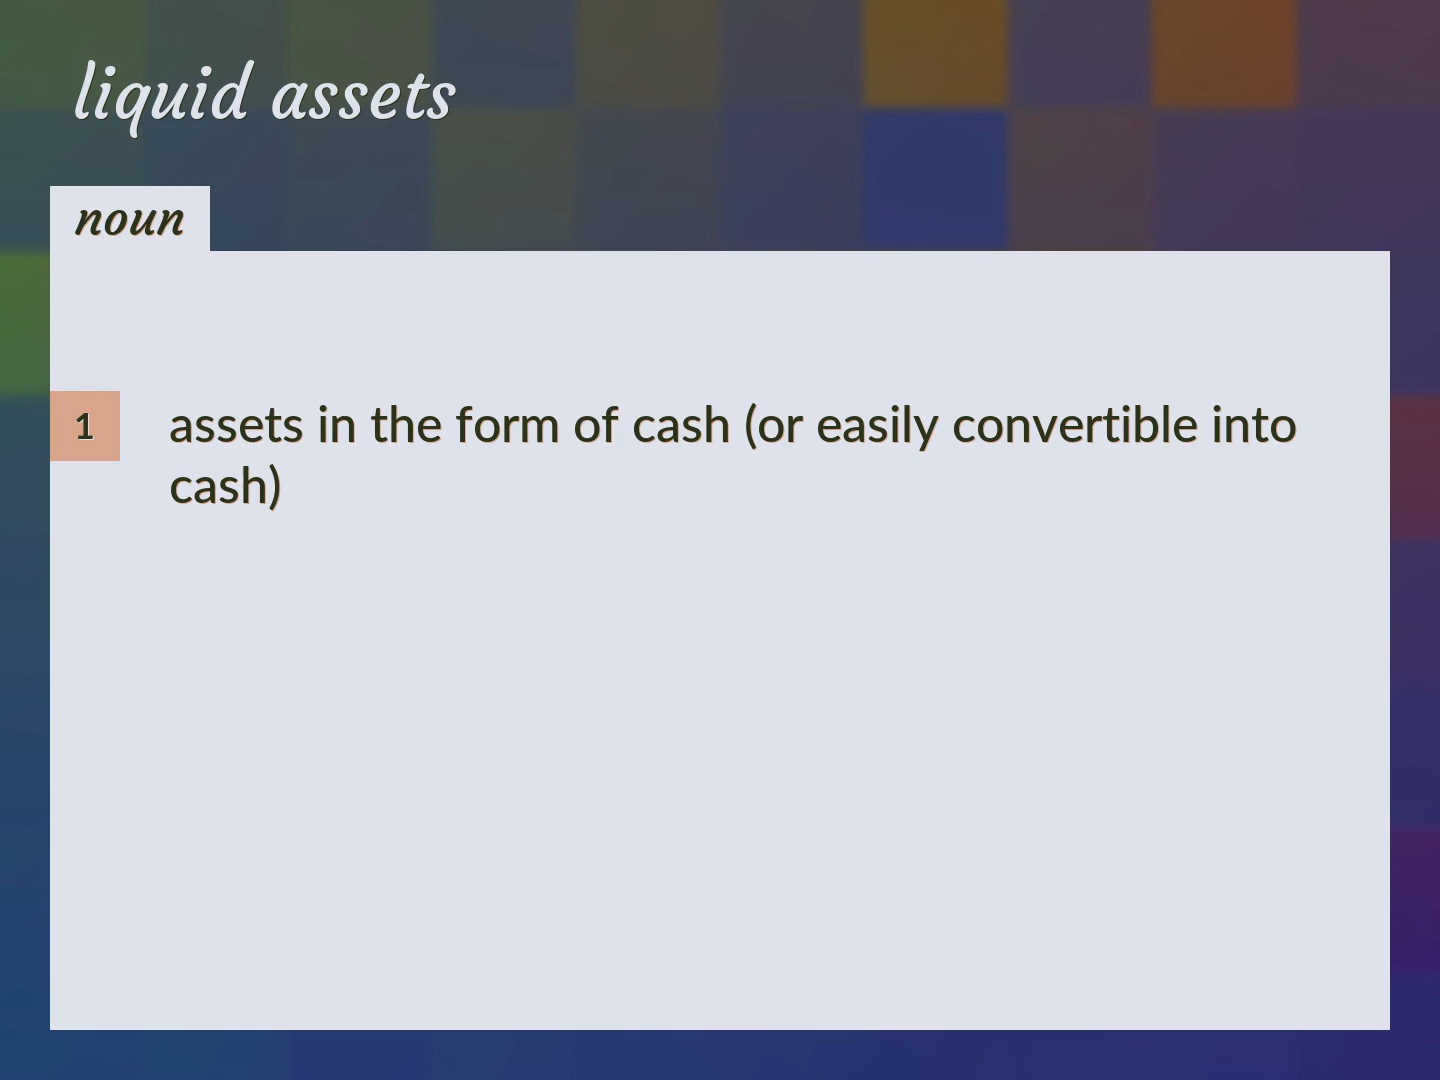 liquid assets
noun
1 assets in the form of cash (or easily convertible into
cash)